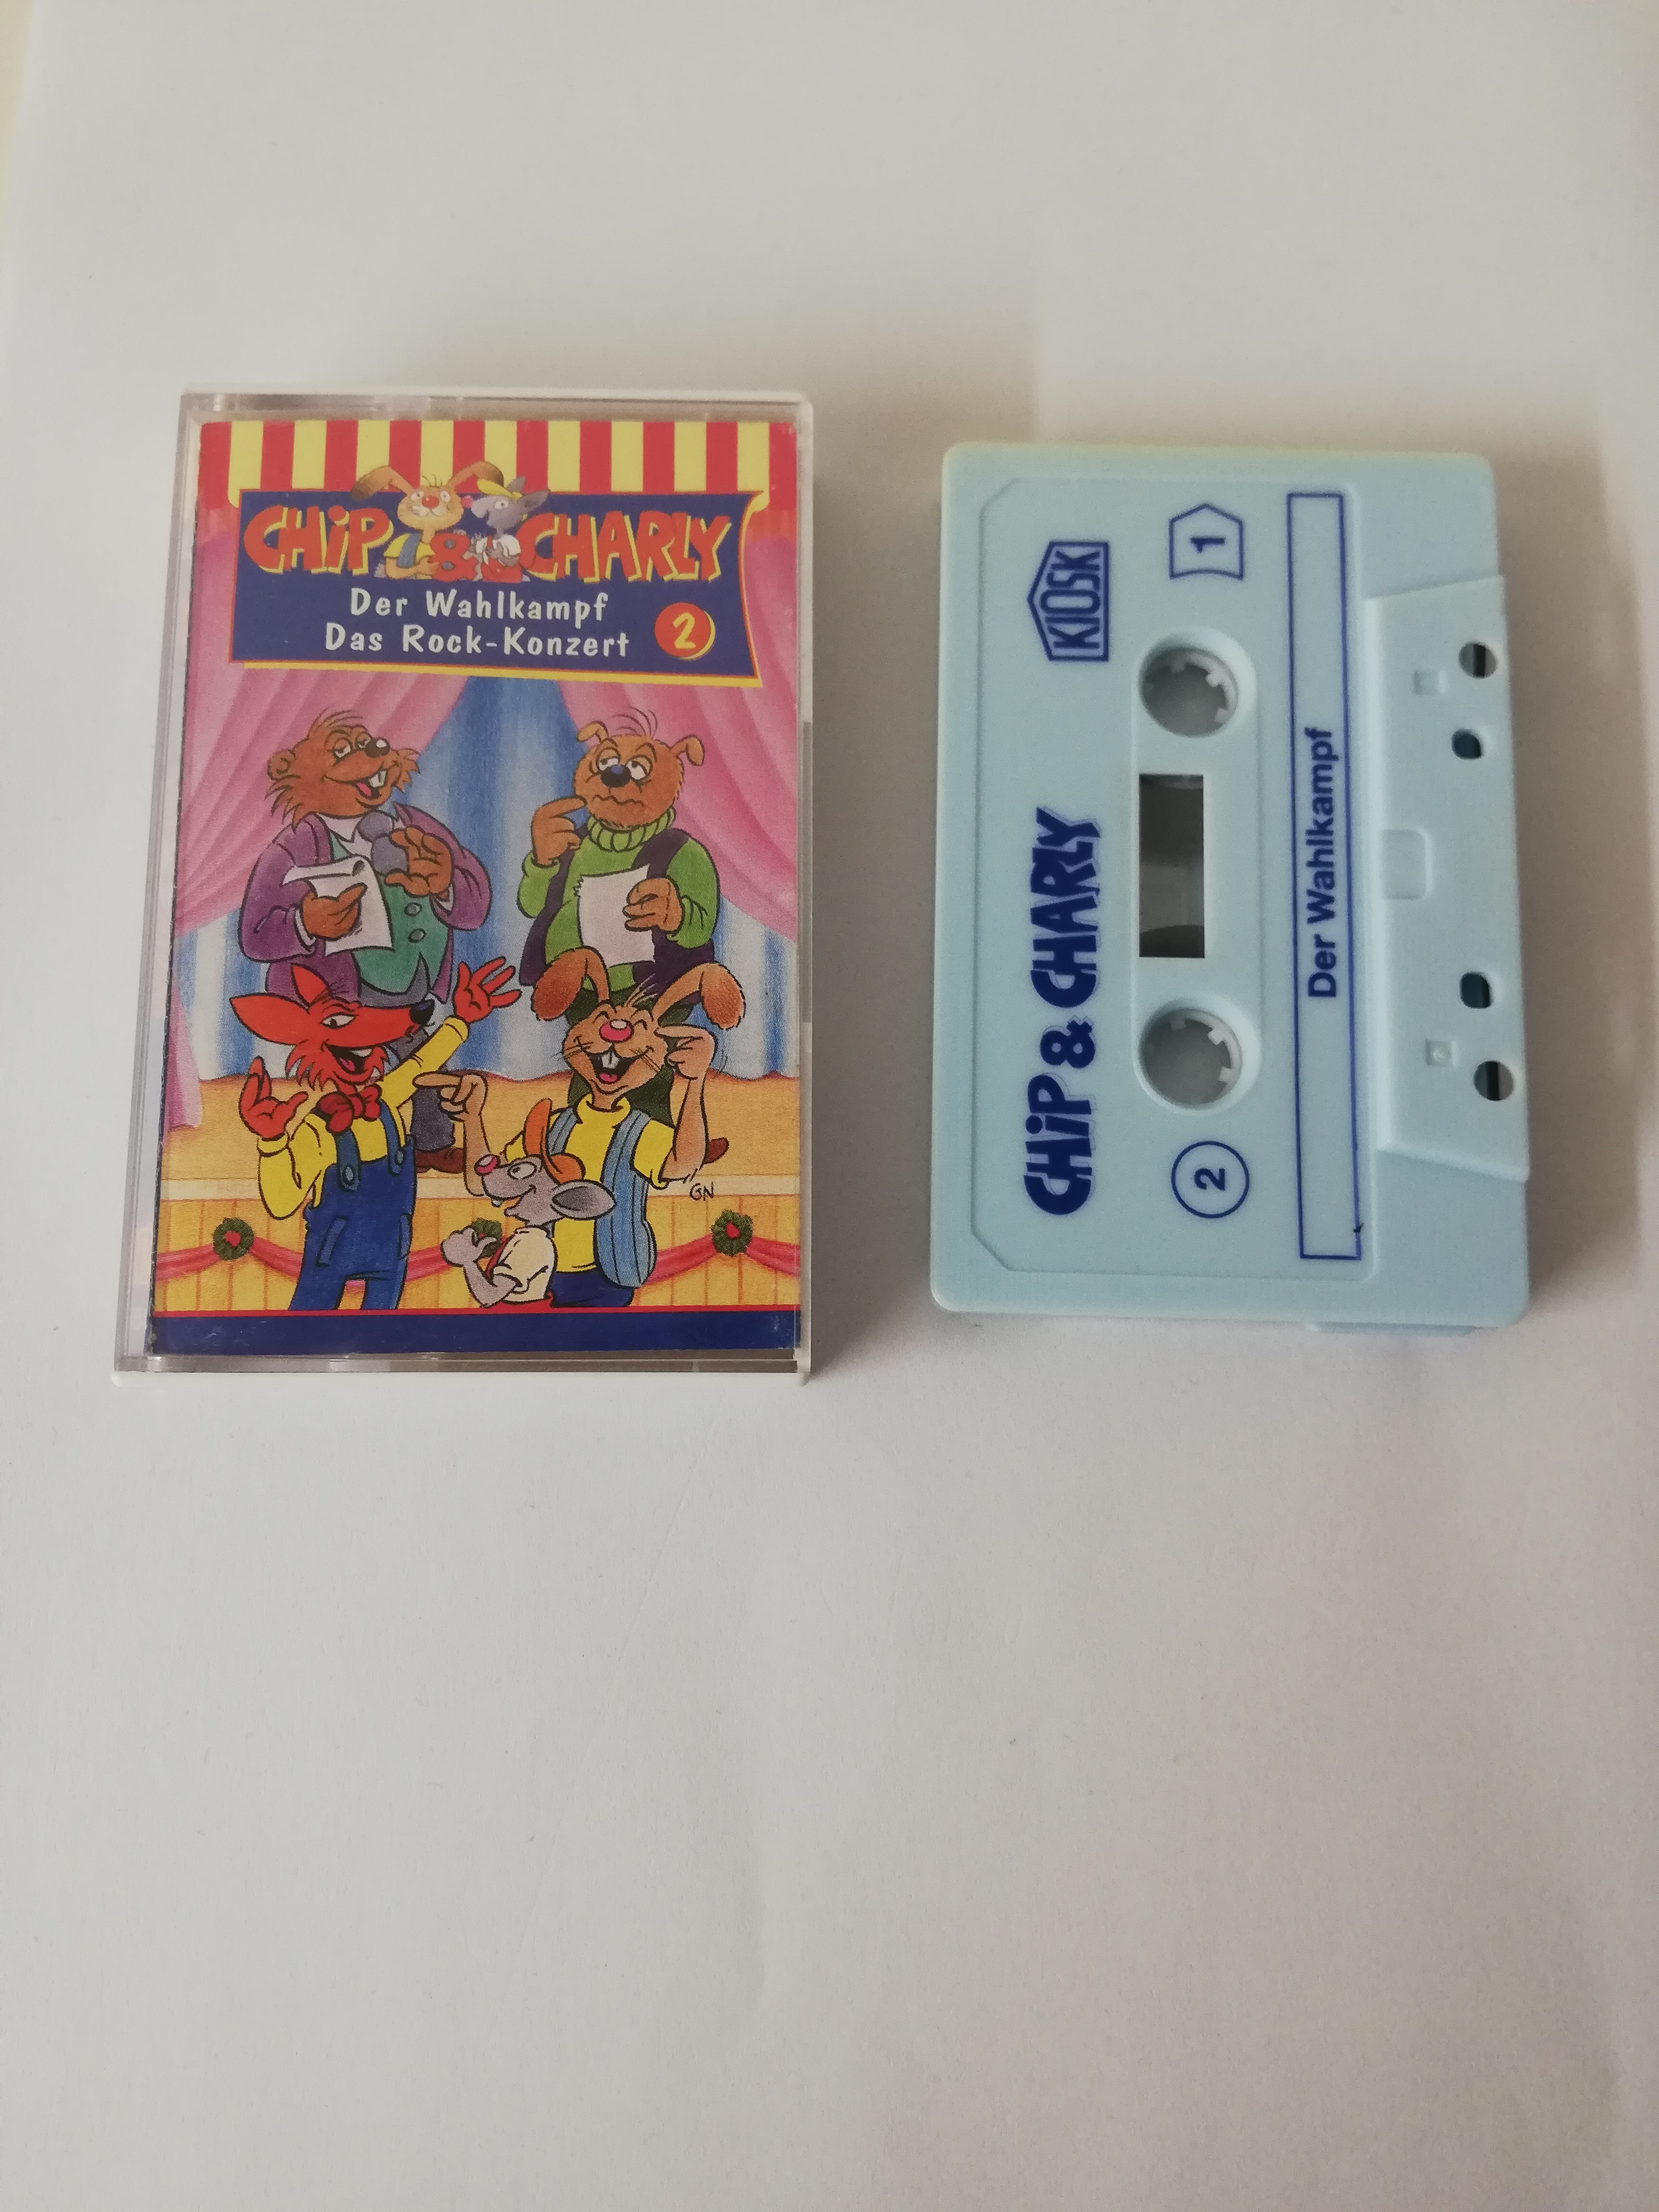 CHiP & CHARLY
Der Wahlkampf
Das Rock-Konzert
2
GN
KIOSK
1
CHiP & CHARLY
2
Der Wahlkampf